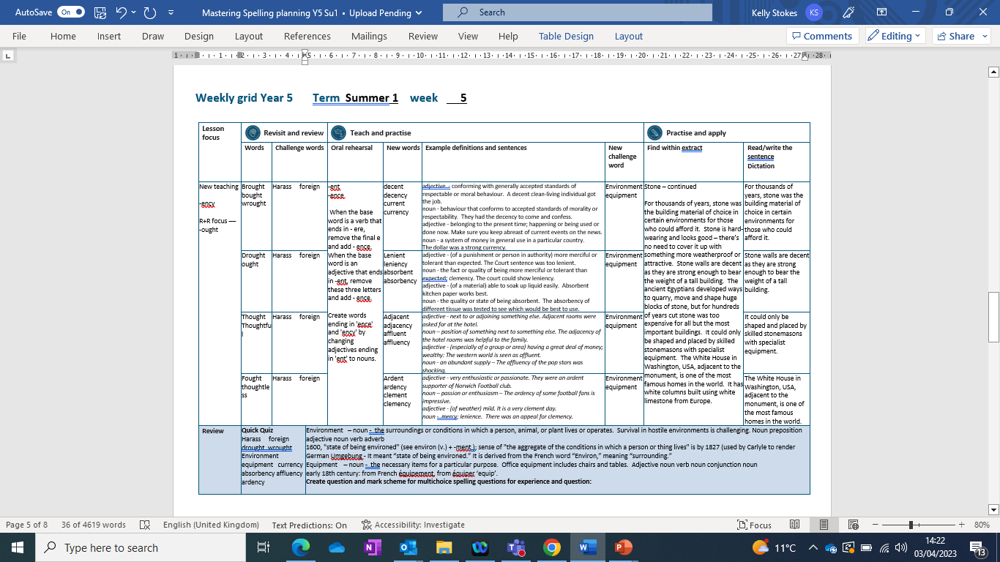 AutoSave On Mastering Spelling planning Y5 Su1 • Upload Pending Search Kelly Stokes KS
File Home Insert Draw Design Layout References Mailings Review View Help Table Design Layout Comments Editing Share
1 1 2 3 4 5 6 7 8 9 10 11 12 13 14 15 16 17 18 19 20 21 22 23 24 25 26 27 28
Weekly grid Year 5 Term Summer 1 week 5
Lesson
focus
Revisit and review
Teach and practise
Practise and apply
Words
Challenge words
Oral rehearsal
New words
Example definitions and sentences
New
challenge
word
Find within extract
Read/write the
sentence
Dictation
New teaching
-ency
R+R focus —
-ought
Brought
bought
wrought
Harass foreign
-ent
-ence
When the base
word is a verb that
ends in - ere,
remove the final e
and add - ence.
When the base
word is an
adjective that ends
in -ent, remove
these three letters
and add - ence.
Create words
ending in 'ence'
and 'ency' by
changing
adjectives ending
in 'ent' to nouns.
decent
decency
current
currency
adjective – conforming with generally accepted standards of
respectable or moral behaviour. A decent clean-living individual got
the job.
noun - behaviour that conforms to accepted standards of morality or
respectability. They had the decency to come and confess.
adjective - belonging to the present time; happening or being used or
done now. Make sure you keep abreast of current events on the news.
noun - a system of money in general use in a particular country.
The dollar was a strong currency.
Environment
equipment
Stone – continued
For thousands of years, stone was
the building material of choice in
certain environments for those
who could afford it. Stone is hard-
wearing and looks good – there's
no need to cover it up with
something more weatherproof or
attractive. Stone walls are decent
as they are strong enough to bear
the weight of a tall building. The
ancient Egyptians developed ways
to quarry, move and shape huge
blocks of stone, but for hundreds
of years cut stone was too
expensive for all but the most
important buildings. It could only
be shaped and placed by skilled
stonemasons with specialist
equipment. The White House in
Washington, USA, adjacent to the
monument, is one of the most
famous homes in the world. It has
white columns built using white
limestone from Europe.
For thousands of
years, stone was the
building material of
choice in certain
environments for
those who could
afford it.
Drought
ought
Harass foreign
Lenient
leniency
absorbent
absorbency
adjective - (of a punishment or person in authority) more merciful or
tolerant than expected. The Court sentence was too lenient.
noun - the fact or quality of being more merciful or tolerant than
expected; clemency. The court could show leniency.
adjective - (of a material) able to soak up liquid easily. Absorbent
kitchen paper works best.
noun - the quality or state of being absorbent. The absorbency of
different tissue was tested to see which would be best to use.
Environment
equipment
Stone walls are decent
as they are strong
enough to bear the
weight of a tall
building.
Thought
Thoughtfu
l
Harass foreign
Adjacent
adjacency
affluent
affluency
adjective - next to or adjoining something else. Adjacent rooms were
asked for at the hotel.
noun – position of something next to something else. The adjacency of
the hotel rooms was helpful to the family.
adjective - (especially of a group or area) having a great deal of money;
wealthy: The western world is seen as affluent.
noun - an abundant supply – The affluency of the pop stars was
shocking.
Environment
equipment
It could only be
shaped and placed by
skilled stonemasons
with specialist
equipment.
Fought
thoughtle
ss
Harass foreign
Ardent
ardency
clement
clemency
adjective - very enthusiastic or passionate. They were an ardent
supporter of Norwich Football club.
noun – passion or enthusiasm – The ardency of some football fans is
impressive.
adjective - (of weather) mild. It is a very clement day.
noun - mercy; lenience. There was an appeal for clemency.
Environment
equipment
The White House in
Washington, USA,
adjacent to the
monument, is one of
the most famous
homes in the world.
Review
Quick Quiz
Harass foreign
drought wrought
Environment
equipment currency
absorbency affluency
ardency
Environment – noun - the surroundings or conditions in which a person, animal, or plant lives or operates. Survival in hostile environments is challenging. Noun preposition
adjective noun verb adverb
1600, "state of being environed" (see environ (v.) + -ment ); sense of "the aggregate of the conditions in which a person or thing lives" is by 1827 (used by Carlyle to render
German Umgebung - It meant "state of being environed." It is derived from the French word "Environ," meaning "surrounding."
Equipment – noun - the necessary items for a particular purpose. Office equipment includes chairs and tables. Adjective noun verb noun conjunction noun
early 18th century: from French équipement, from équiper 'equip'.
Create question and mark scheme for multichoice spelling questions for experience and question:
Page 5 of 8 36 of 4619 words English (United Kingdom) Text Predictions: On Accessibility: Investigate Focus 80%
Type here to search 11°C 14:22
03/04/2023 13